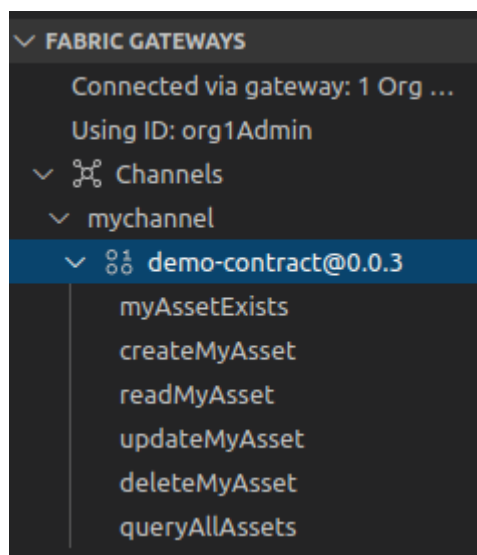 FABRIC GATEWAYS
Connected via gateway: 1 Org ...
Using ID: org1Admin
Channels
mychannel
demo-contract@0.0.3
myAssetExists
createMyAsset
readMyAsset
updateMyAsset
deleteMyAsset
queryAllAssets